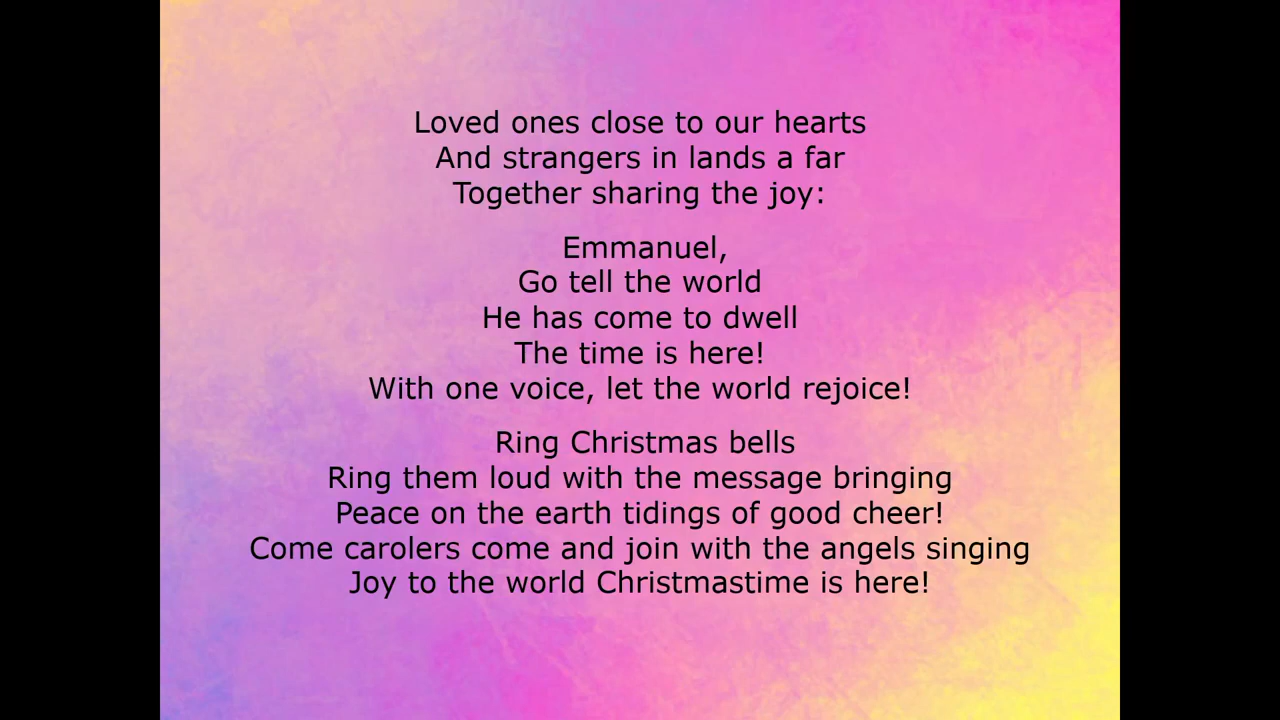 Loved ones close to our hearts
And strangers in lands a far
Together sharing the joy:
Emmanuel,
Go tell the world
He has come to dwell
The time is here!
With one voice, let the world rejoice!
Ring Christmas bells
Ring them loud with the message bringing
Peace on the earth tidings of good cheer!
Come carolers come and join with the angels singing
Joy to the world Christmastime is here!